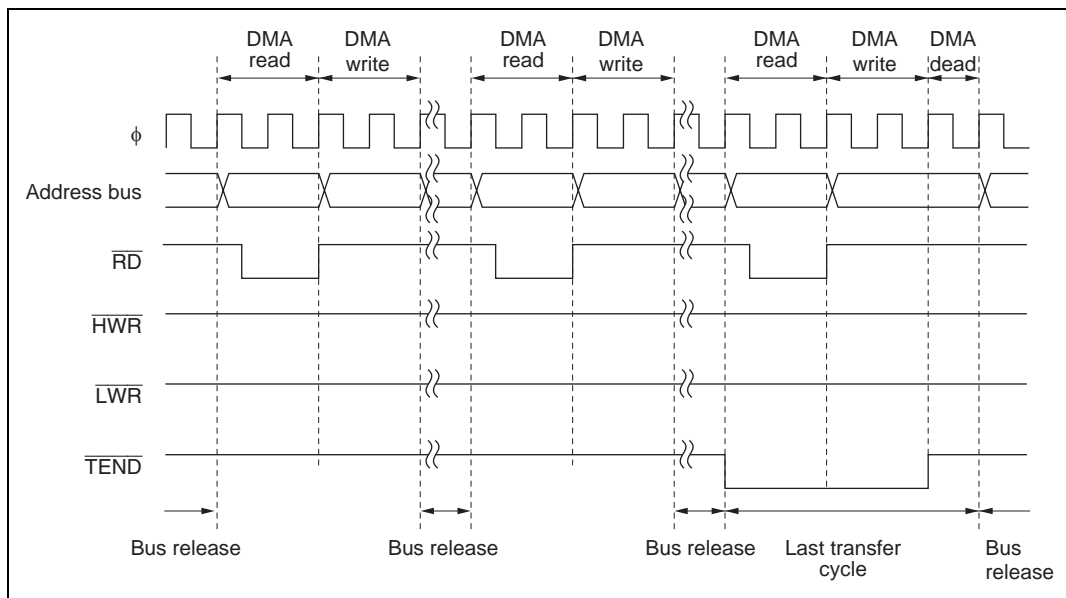 DMA read
DMA write
DMA read
DMA write
DMA read
DMA write
DMA dead
ϕ
Address bus
RD
HWR
LWR
TEND
Bus release
Bus release
Bus release
Last transfer cycle
Bus release